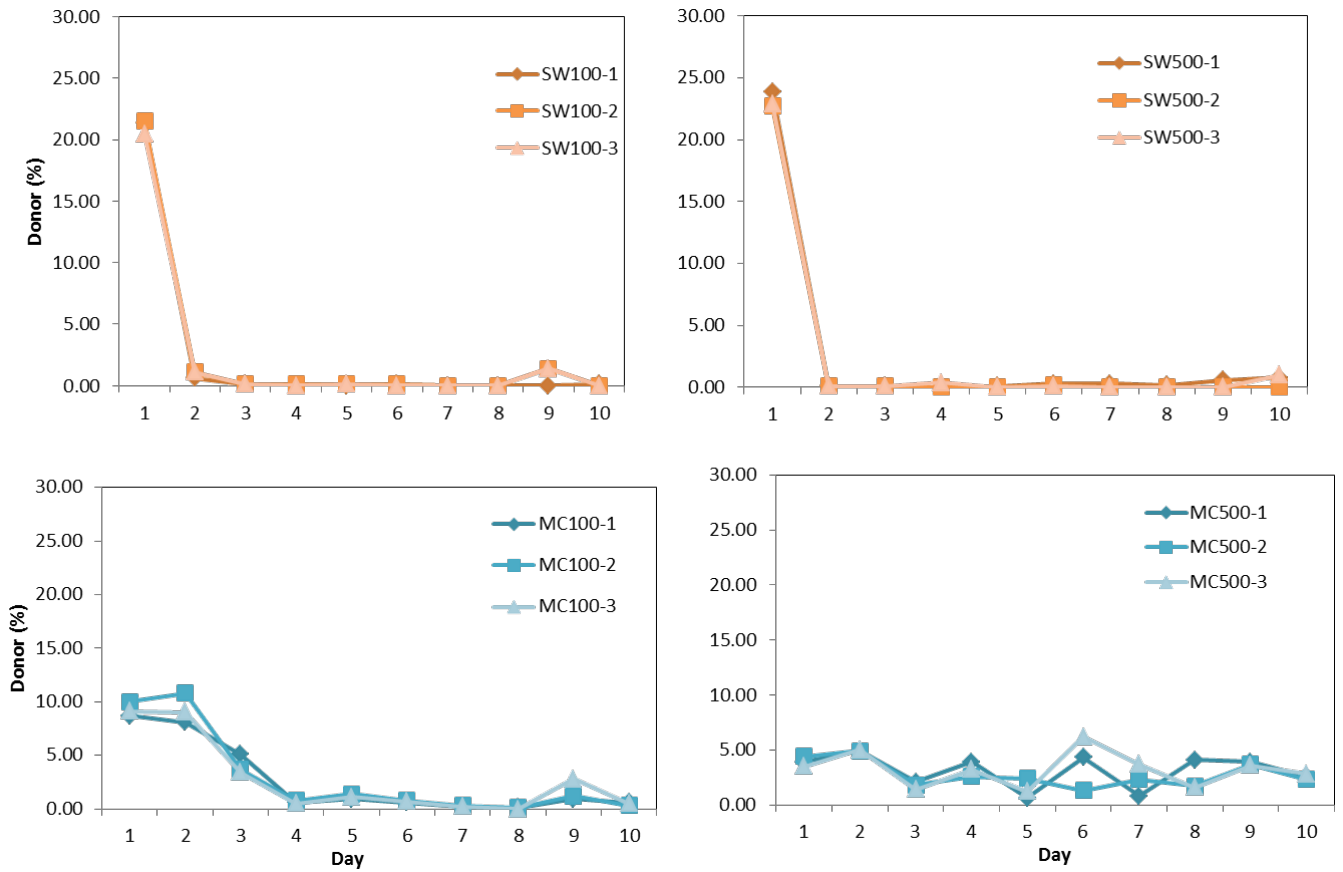 30.00
25.00
20.00
15.00
10.00
5.00
0.00
Donor (%)
SW100-1
SW100-2
SW100-3
1 2 3 4 5 6 7 8 9 10
30.00
25.00
20.00
15.00
10.00
5.00
0.00
SW500-1
SW500-2
SW500-3
1 2 3 4 5 6 7 8 9 10
30.00
25.00
20.00
15.00
10.00
5.00
0.00
Donor (%)
MC100-1
MC100-2
MC100-3
1 2 3 4 5 6 7 8 9 10
Day
30.00
25.00
20.00
15.00
10.00
5.00
0.00
MC500-1
MC500-2
MC500-3
1 2 3 4 5 6 7 8 9 10
Day